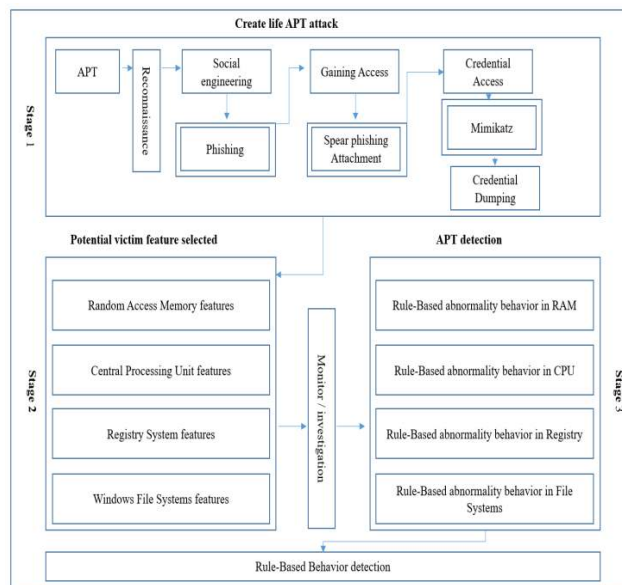 Create life APT attack
Stage 1
APT
Reconnaissance
Social
engineering
Phishing
Gaining Access
Spear phishing
Attachment
Credential
Access
Mimikatz
Credential
Dumping
Potential victim feature selected
Stage 2
Random Access Memory features
Central Processing Unit features
Registry System features
Windows File Systems features
Monitor / investigation
APT detection
Rule-Based abnormality behavior in RAM
Rule-Based abnormality behavior in CPU
Rule-Based abnormality behavior in Registry
Rule-Based abnormality behavior in File
Systems
Stage 3
Rule-Based Behavior detection